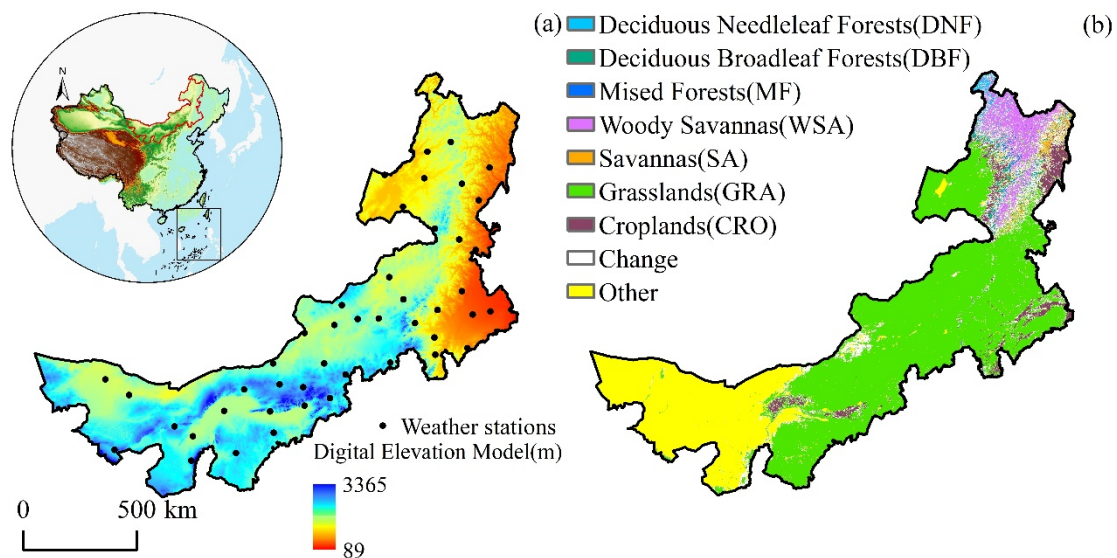 (a)
N
Weather stations
Digital Elevation Model(m)
3365
89
0 500 km
(b)
Deciduous Needleleaf Forests(DNF)
Deciduous Broadleaf Forests(DBF)
Mised Forests(MF)
Woody Savannas(WSA)
Savannas(SA)
Grasslands(GRA)
Croplands(CRO)
Change
Other